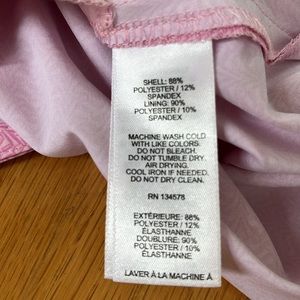 SHELL: 88%
POLYESTER / 12%
SPANDEX
LINING: 90%
POLYESTER / 10%
SPANDEX
MACHINE WASH COLD
WITH LIKE COLORS.
DO NOT BLEACH.
DO NOT TUMBLE DRY.
AIR DRYING.
COOL IRON IF NEEDED.
DO NOT DRY CLEAN.
RN 134578
EXTÉRIEURE: 88%
POLYESTER / 12%
ÉLASTHANNE
DOUBLURE: 90%
POLYESTER / 10%
ÉLASTHANNE
LAVER À LA MACHINE À